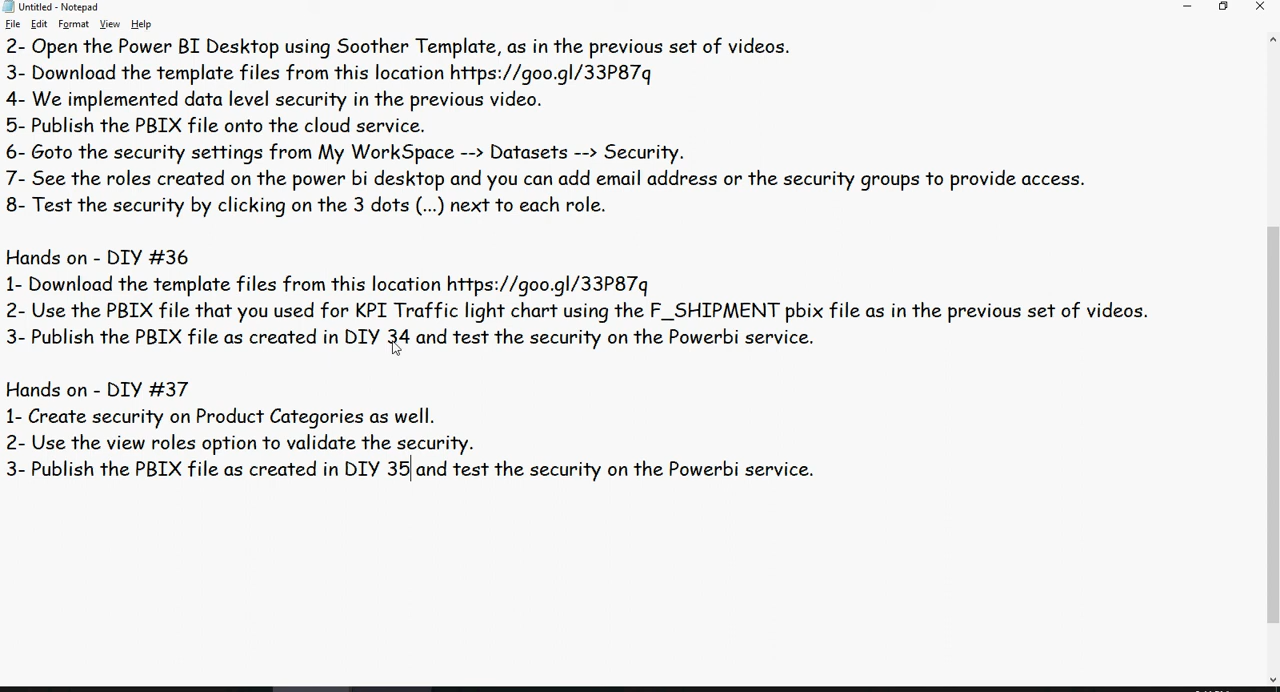 Untitled - Notepad
File Edit Format View Help
2- Open the Power BI Desktop using Soother Template, as in the previous set of videos.
3- Download the template files from this location https://goo.gl/33P87q
4- We implemented data level security in the previous video.
5- Publish the PBIX file onto the cloud service.
6- Goto the security settings from My WorkSpace --> Datasets --> Security.
7- See the roles created on the power bi desktop and you can add email address or the security groups to provide access.
8- Test the security by clicking on the 3 dots (...) next to each role.
Hands on - DIY #36
1- Download the template files from this location https://goo.gl/33P87q
2- Use the PBIX file that you used for KPI Traffic light chart using the F_SHIPMENT pbix file as in the previous set of videos.
3- Publish the PBIX file as created in DIY 34 and test the security on the Powerbi service.
Hands on - DIY #37
1- Create security on Product Categories as well.
2- Use the view roles option to validate the security.
3- Publish the PBIX file as created in DIY 35 and test the security on the Powerbi service.